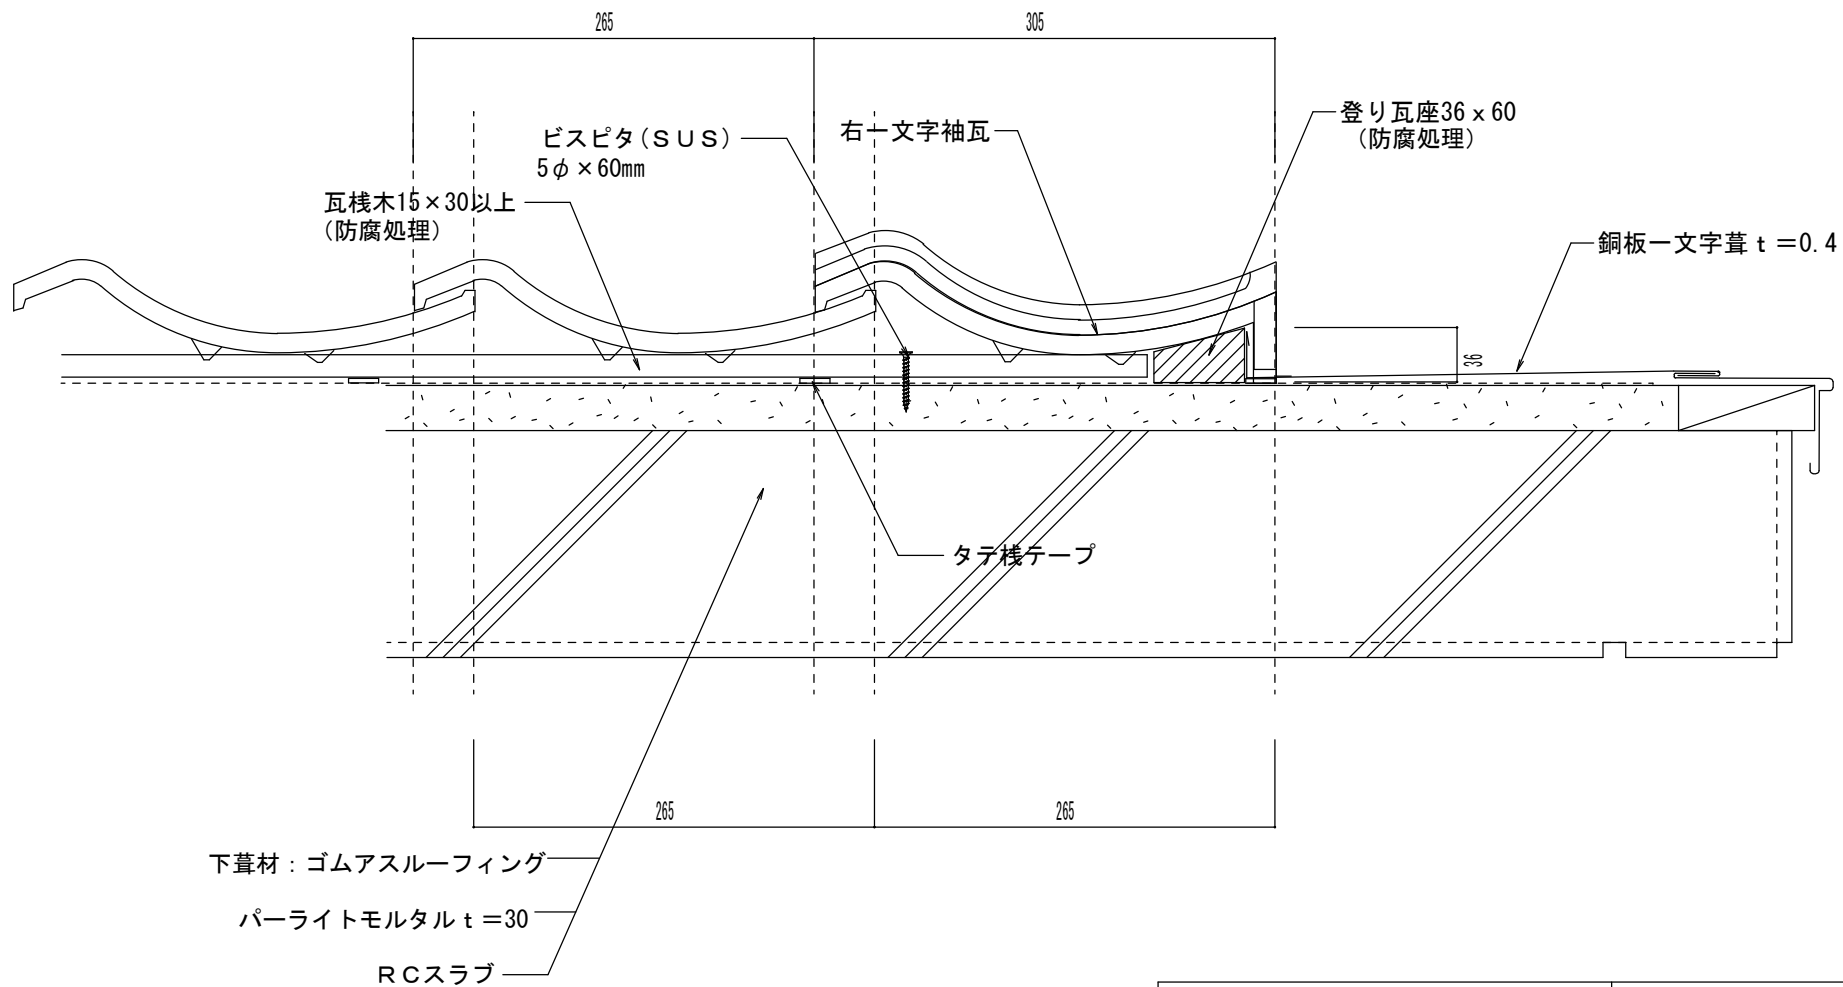 265
305
ビスピタ(ＳＵＳ)
5φ×60㎜
右一文字袖瓦
登り瓦座36ｘ60
(防腐処理)
瓦桟木15×30以上
(防腐処理)
銅板一文字葺ｔ＝0.4
36
タテ桟テープ
265
265
下葺材：ゴムアスルーフィング
パーライトモルタルｔ＝30
ＲＣスラブ